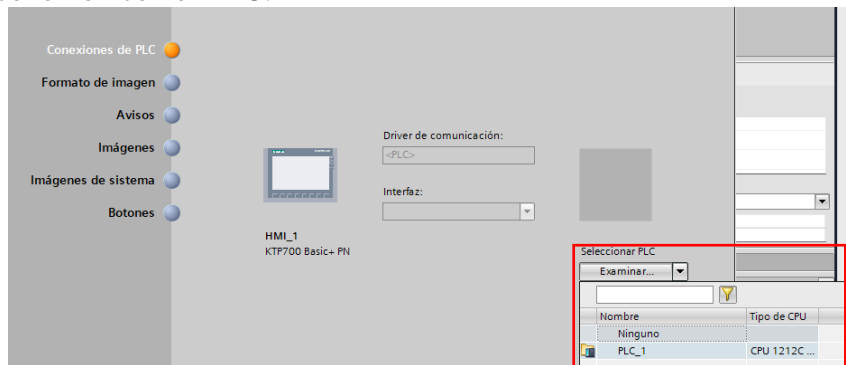 Conexiones de PLC
Formato de imagen
Avisos
Imágenes
Imágenes de sistema
Botones
Driver de comunicación:
<PLC>
Interfaz:
HMI_1
KTP700 Basic+ PN
Seleccionar PLC
Examinar...
Nombre Tipo de CPU
Ninguno
PLC_1 CPU 1212C ...